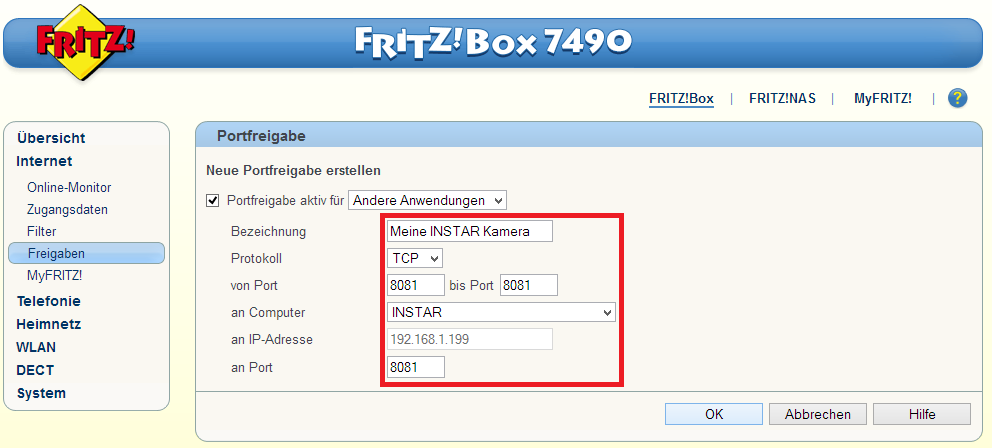 FRITZ!
FRITZ!Box 7490
FRITZ!Box | FRITZ!NAS | MyFRITZ! | ?
Übersicht
Internet
Online-Monitor
Zugangsdaten
Filter
Freigaben
MyFRITZ!
Telefonie
Heimnetz
WLAN
DECT
System
Portfreigabe
Neue Portfreigabe erstellen
Portfreigabe aktiv für Andere Anwendungen
Bezeichnung Meine INSTAR Kamera
Protokoll TCP
von Port 8081 bis Port 8081
an Computer INSTAR
an IP-Adresse 192.168.1.199
an Port 8081
OK Abbrechen Hilfe